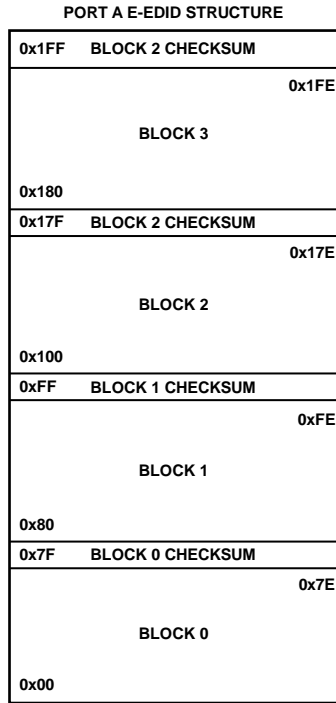 PORT A E-EDID STRUCTURE
0x1FF BLOCK 2 CHECKSUM
0x1FE
BLOCK 3
0x180
0x17F BLOCK 2 CHECKSUM
0x17E
BLOCK 2
0x100
0xFF BLOCK 1 CHECKSUM
0xFE
BLOCK 1
0x80
0x7F BLOCK 0 CHECKSUM
0x7E
BLOCK 0
0x00